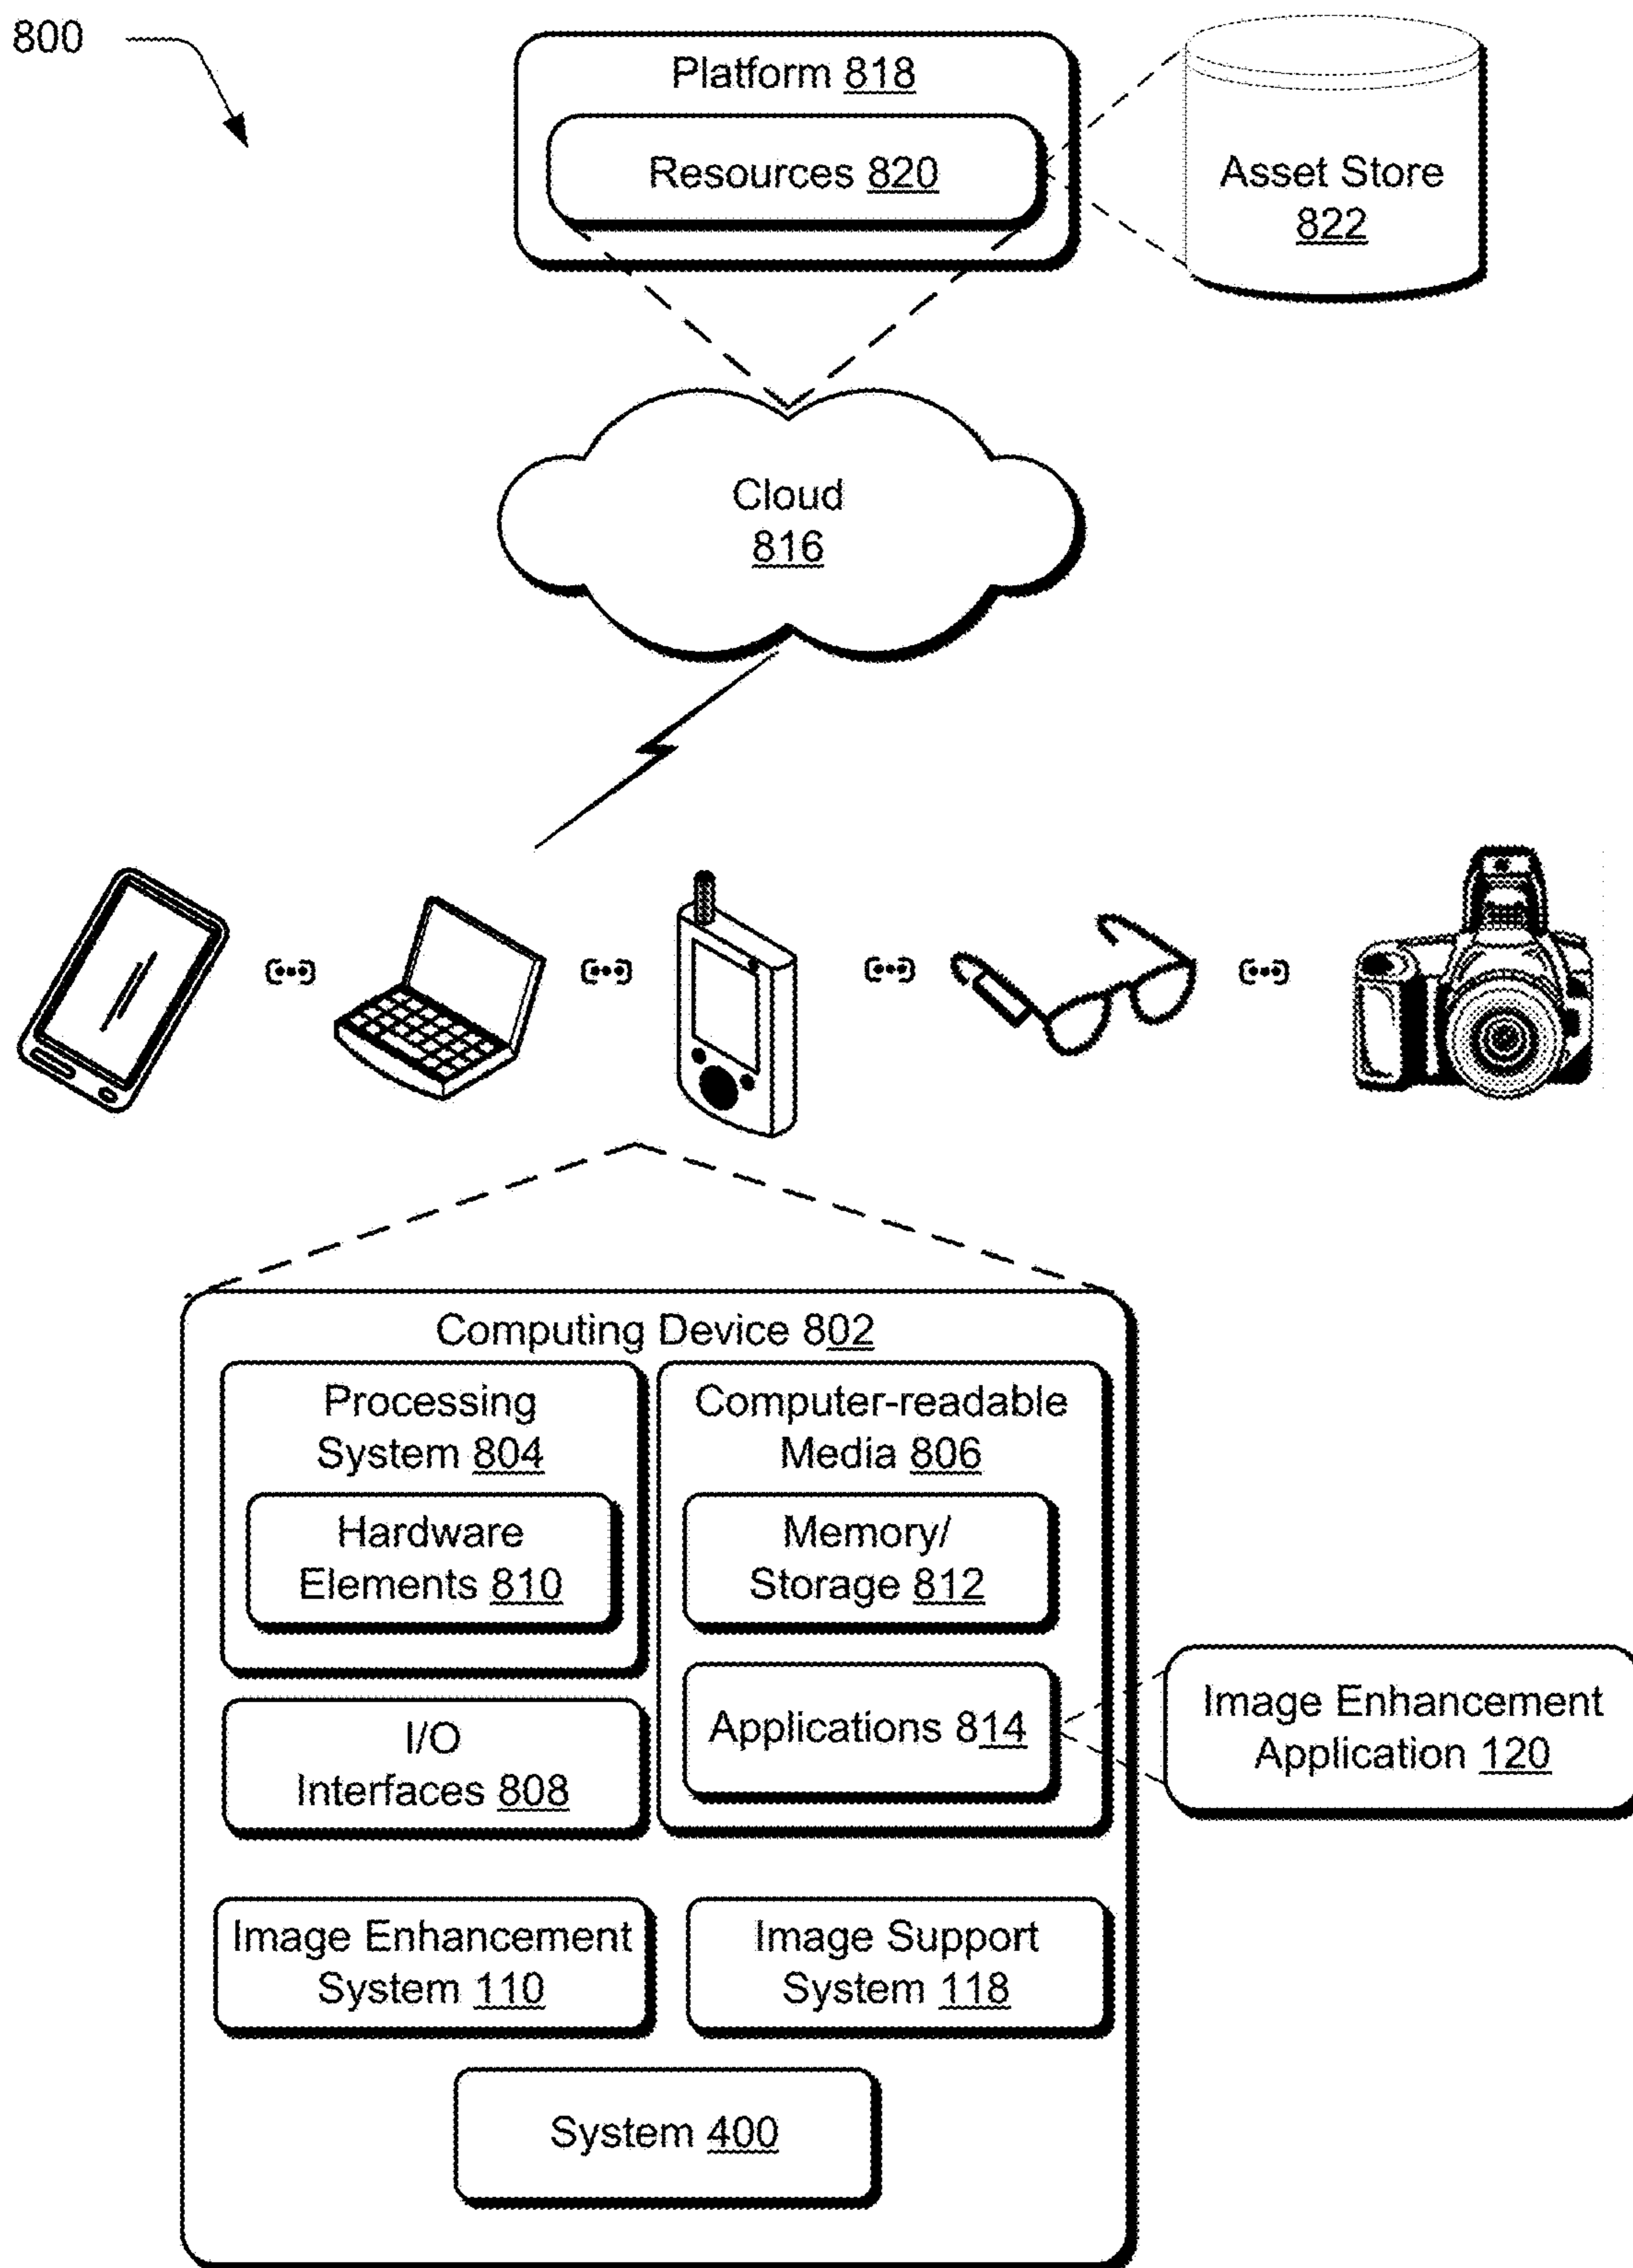 800
Platform 818
Resources 820
Asset Store
822
Cloud
816
Computing Device 802
Processing
System 804
Hardware
Elements 810
I/O
Interfaces 808
Computer-readable
Media 806
Memory/
Storage 812
Applications 814
Image Enhancement
Application 120
Image Enhancement
System 110
Image Support
System 118
System 400